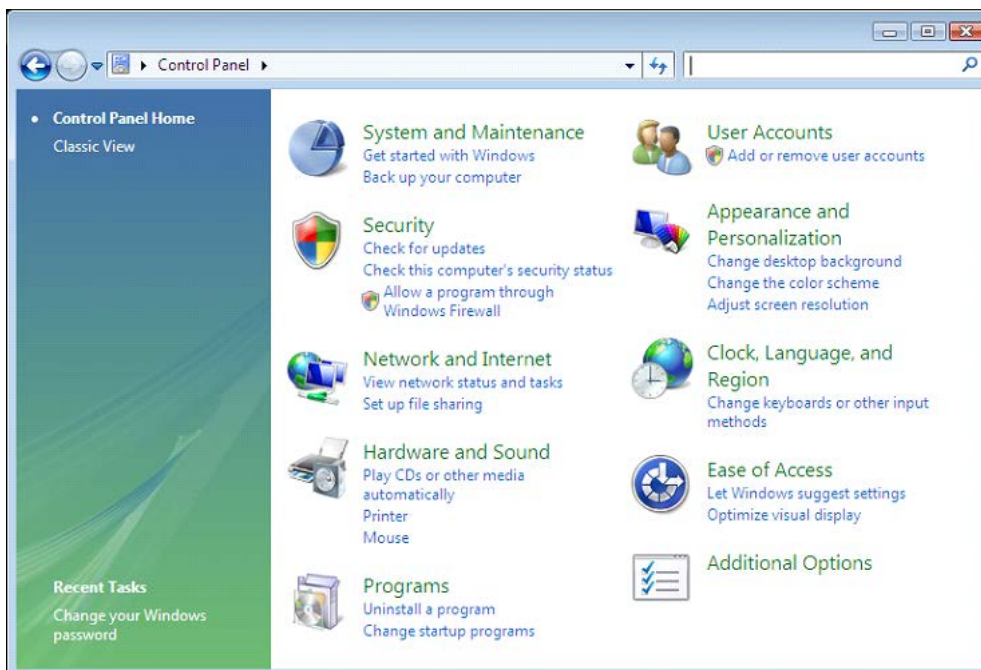 Control Panel
Control Panel Home
Classic View
System and Maintenance
Get started with Windows
Back up your computer
Security
Check for updates
Check this computer's security status
Allow a program through
Windows Firewall
Network and Internet
View network status and tasks
Set up file sharing
Hardware and Sound
Play CDs or other media
automatically
Printer
Mouse
Programs
Uninstall a program
Change startup programs
User Accounts
Add or remove user accounts
Appearance and
Personalization
Change desktop background
Change the color scheme
Adjust screen resolution
Clock, Language, and
Region
Change keyboards or other input
methods
Ease of Access
Let Windows suggest settings
Optimize visual display
Additional Options
Recent Tasks
Change your Windows
password